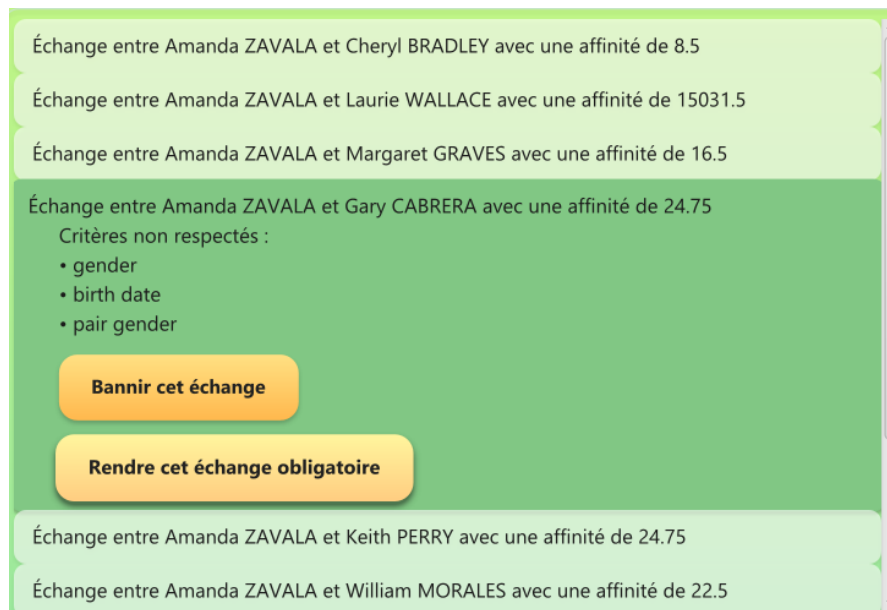 Échange entre Amanda ZAVALA et Cheryl BRADLEY avec une affinité de 8.5
Échange entre Amanda ZAVALA et Laurie WALLACE avec une affinité de 15031.5
Échange entre Amanda ZAVALA et Margaret GRAVES avec une affinité de 16.5
Échange entre Amanda ZAVALA et Gary CABRERA avec une affinité de 24.75
Critères non respectés :
• gender
• birth date
• pair gender
Bannir cet échange
Rendre cet échange obligatoire
Échange entre Amanda ZAVALA et Keith PERRY avec une affinité de 24.75
Échange entre Amanda ZAVALA et William MORALES avec une affinité de 22.5